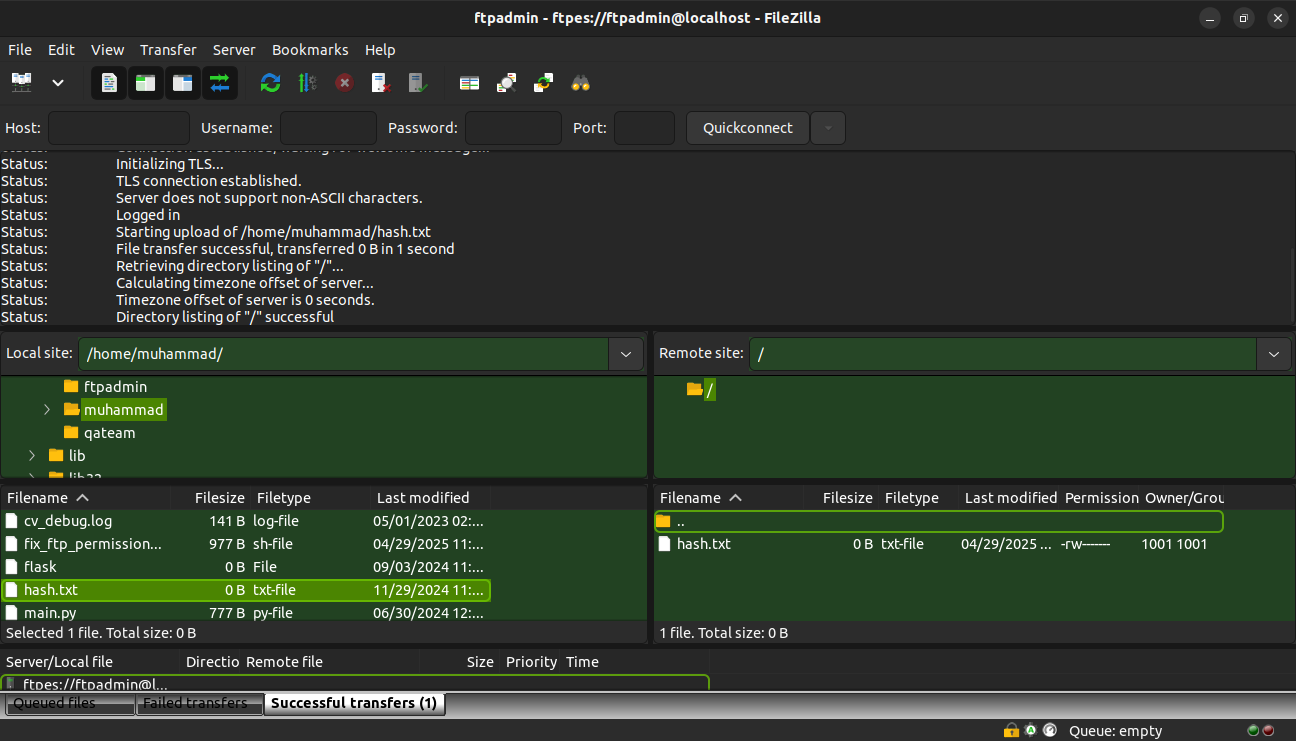 ftpadmin - ftpes://ftpadmin@localhost - FileZilla
File Edit View Transfer Server Bookmarks Help
Host: Username: Password: Port: Quickconnect
Status: Initializing TLS...
Status: TLS connection established.
Status: Server does not support non-ASCII characters.
Status: Logged in
Status: Starting upload of /home/muhammad/hash.txt
Status: File transfer successful, transferred 0 B in 1 second
Status: Retrieving directory listing of "/"...
Status: Calculating timezone offset of server...
Status: Timezone offset of server is 0 seconds.
Status: Directory listing of "/" successful
Local site: /home/muhammad/
ftpadmin
muhammad
qateam
lib
lib32
Remote site: /
/
Filename Filesize Filetype Last modified
cv_debug.log 141 B log-file 05/01/2023 02:...
fix_ftp_permission... 977 B sh-file 04/29/2025 11:...
flask 0 B File 09/03/2024 11:...
hash.txt 0 B txt-file 11/29/2024 11:...
main.py 777 B py-file 06/30/2024 12:...
Selected 1 file. Total size: 0 B
Filename Filesize Filetype Last modified Permission Owner/Grou
..
hash.txt 0 B txt-file 04/29/2025 ... -rw------- 1001 1001
1 file. Total size: 0 B
Server/Local file Directio Remote file Size Priority Time
ftpes://ftpadmin@l...
Queued files Failed transfers Successful transfers (1)
Queue: empty